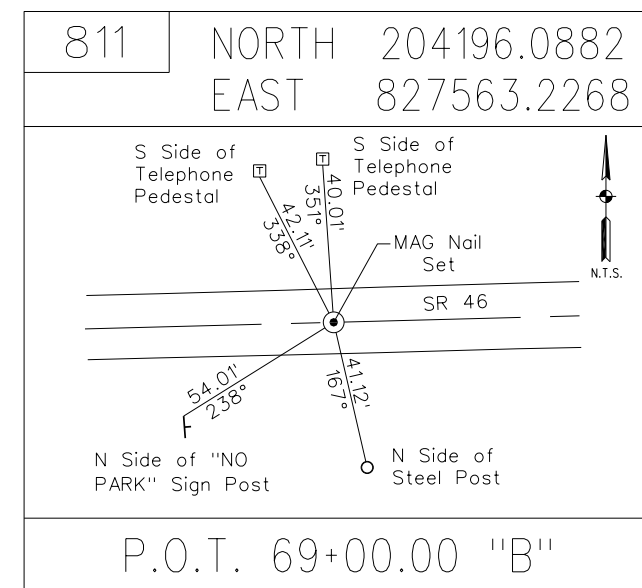 811
NORTH 204196.0882
EAST 827563.2268
S Side of
Telephone
Pedestal
T
T
S Side of
Telephone
Pedestal
42.11'
338°
40.01'
351°
MAG Nail
Set
N.T.S.
SR 46
54.01'
238°
41.12'
167°
N Side of "NO
PARK" Sign Post
N Side of
Steel Post
P.O.T. 69+00.00 "B"